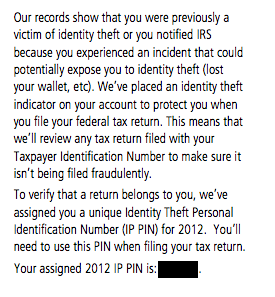 Our records show that you were previously a
victim of identity theft or you notified IRS
because you experienced an incident that could
potentially expose you to identity theft (lost
your wallet, etc). We've placed an identity theft
indicator on your account to protect you when
you file your federal tax return. This means that
we'll review any tax return filed with your
Taxpayer Identification Number to make sure it
isn't being filed fraudulently.
To verify that a return belongs to you, we've
assigned you a unique Identity Theft Personal
Identification Number (IP PIN) for 2012.  You'll
need to use this PIN when filing your tax return.
Your assigned 2012 IP PIN is: .